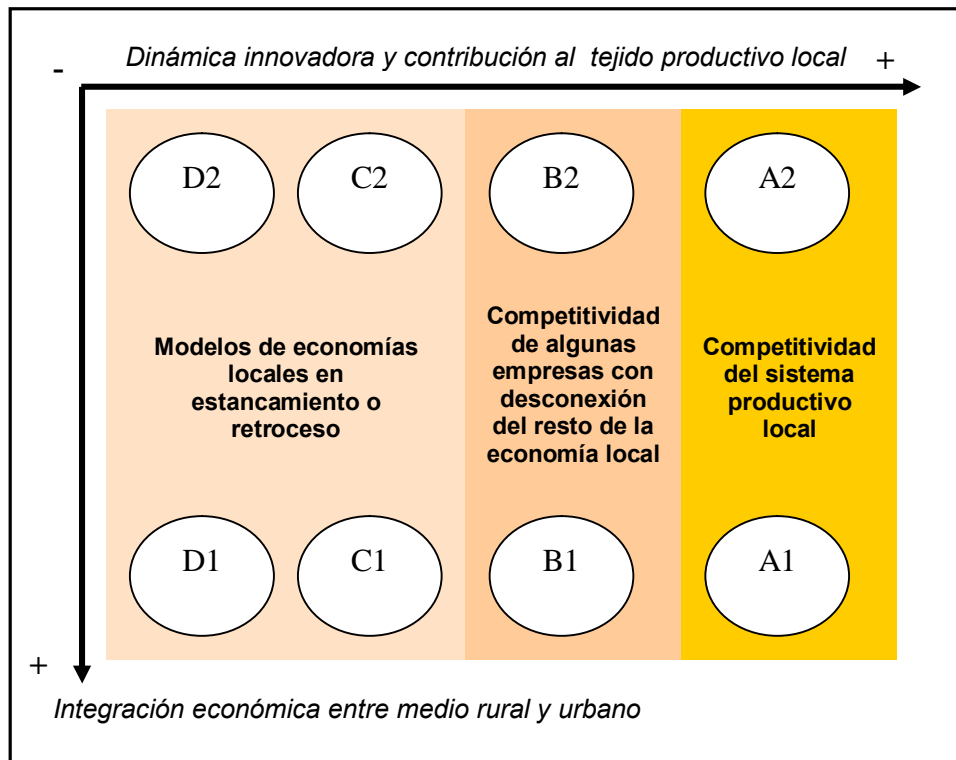 Dinámica innovadora y contribución al tejido productivo local
- +
D2 C2 B2 A2
Modelos de economías
locales en
estancamiento o
retroceso
Competitividad
de algunas
empresas con
desconexión
del resto de la
economía local
Competitividad
del sistema
productivo
local
D1 C1 B1 A1
+
Integración económica entre medio rural y urbano